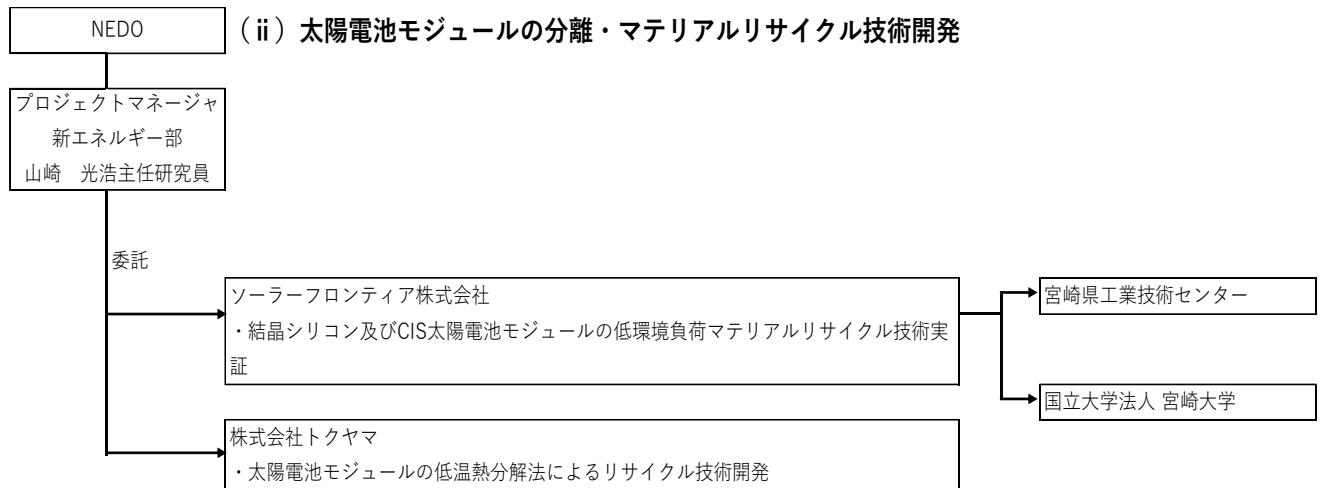 NEDO
（ⅱ）太陽電池モジュールの分離・マテリアルリサイクル技術開発
プロジェクトマネージャ
新エネルギー部
山崎　光浩主任研究員
委託
ソーラーフロンティア株式会社
・結晶シリコン及びCIS太陽電池モジュールの低環境負荷マテリアルリサイクル技術実
証
宮崎県工業技術センター
国立大学法人 宮崎大学
株式会社トクヤマ
・太陽電池モジュールの低温熱分解法によるリサイクル技術開発